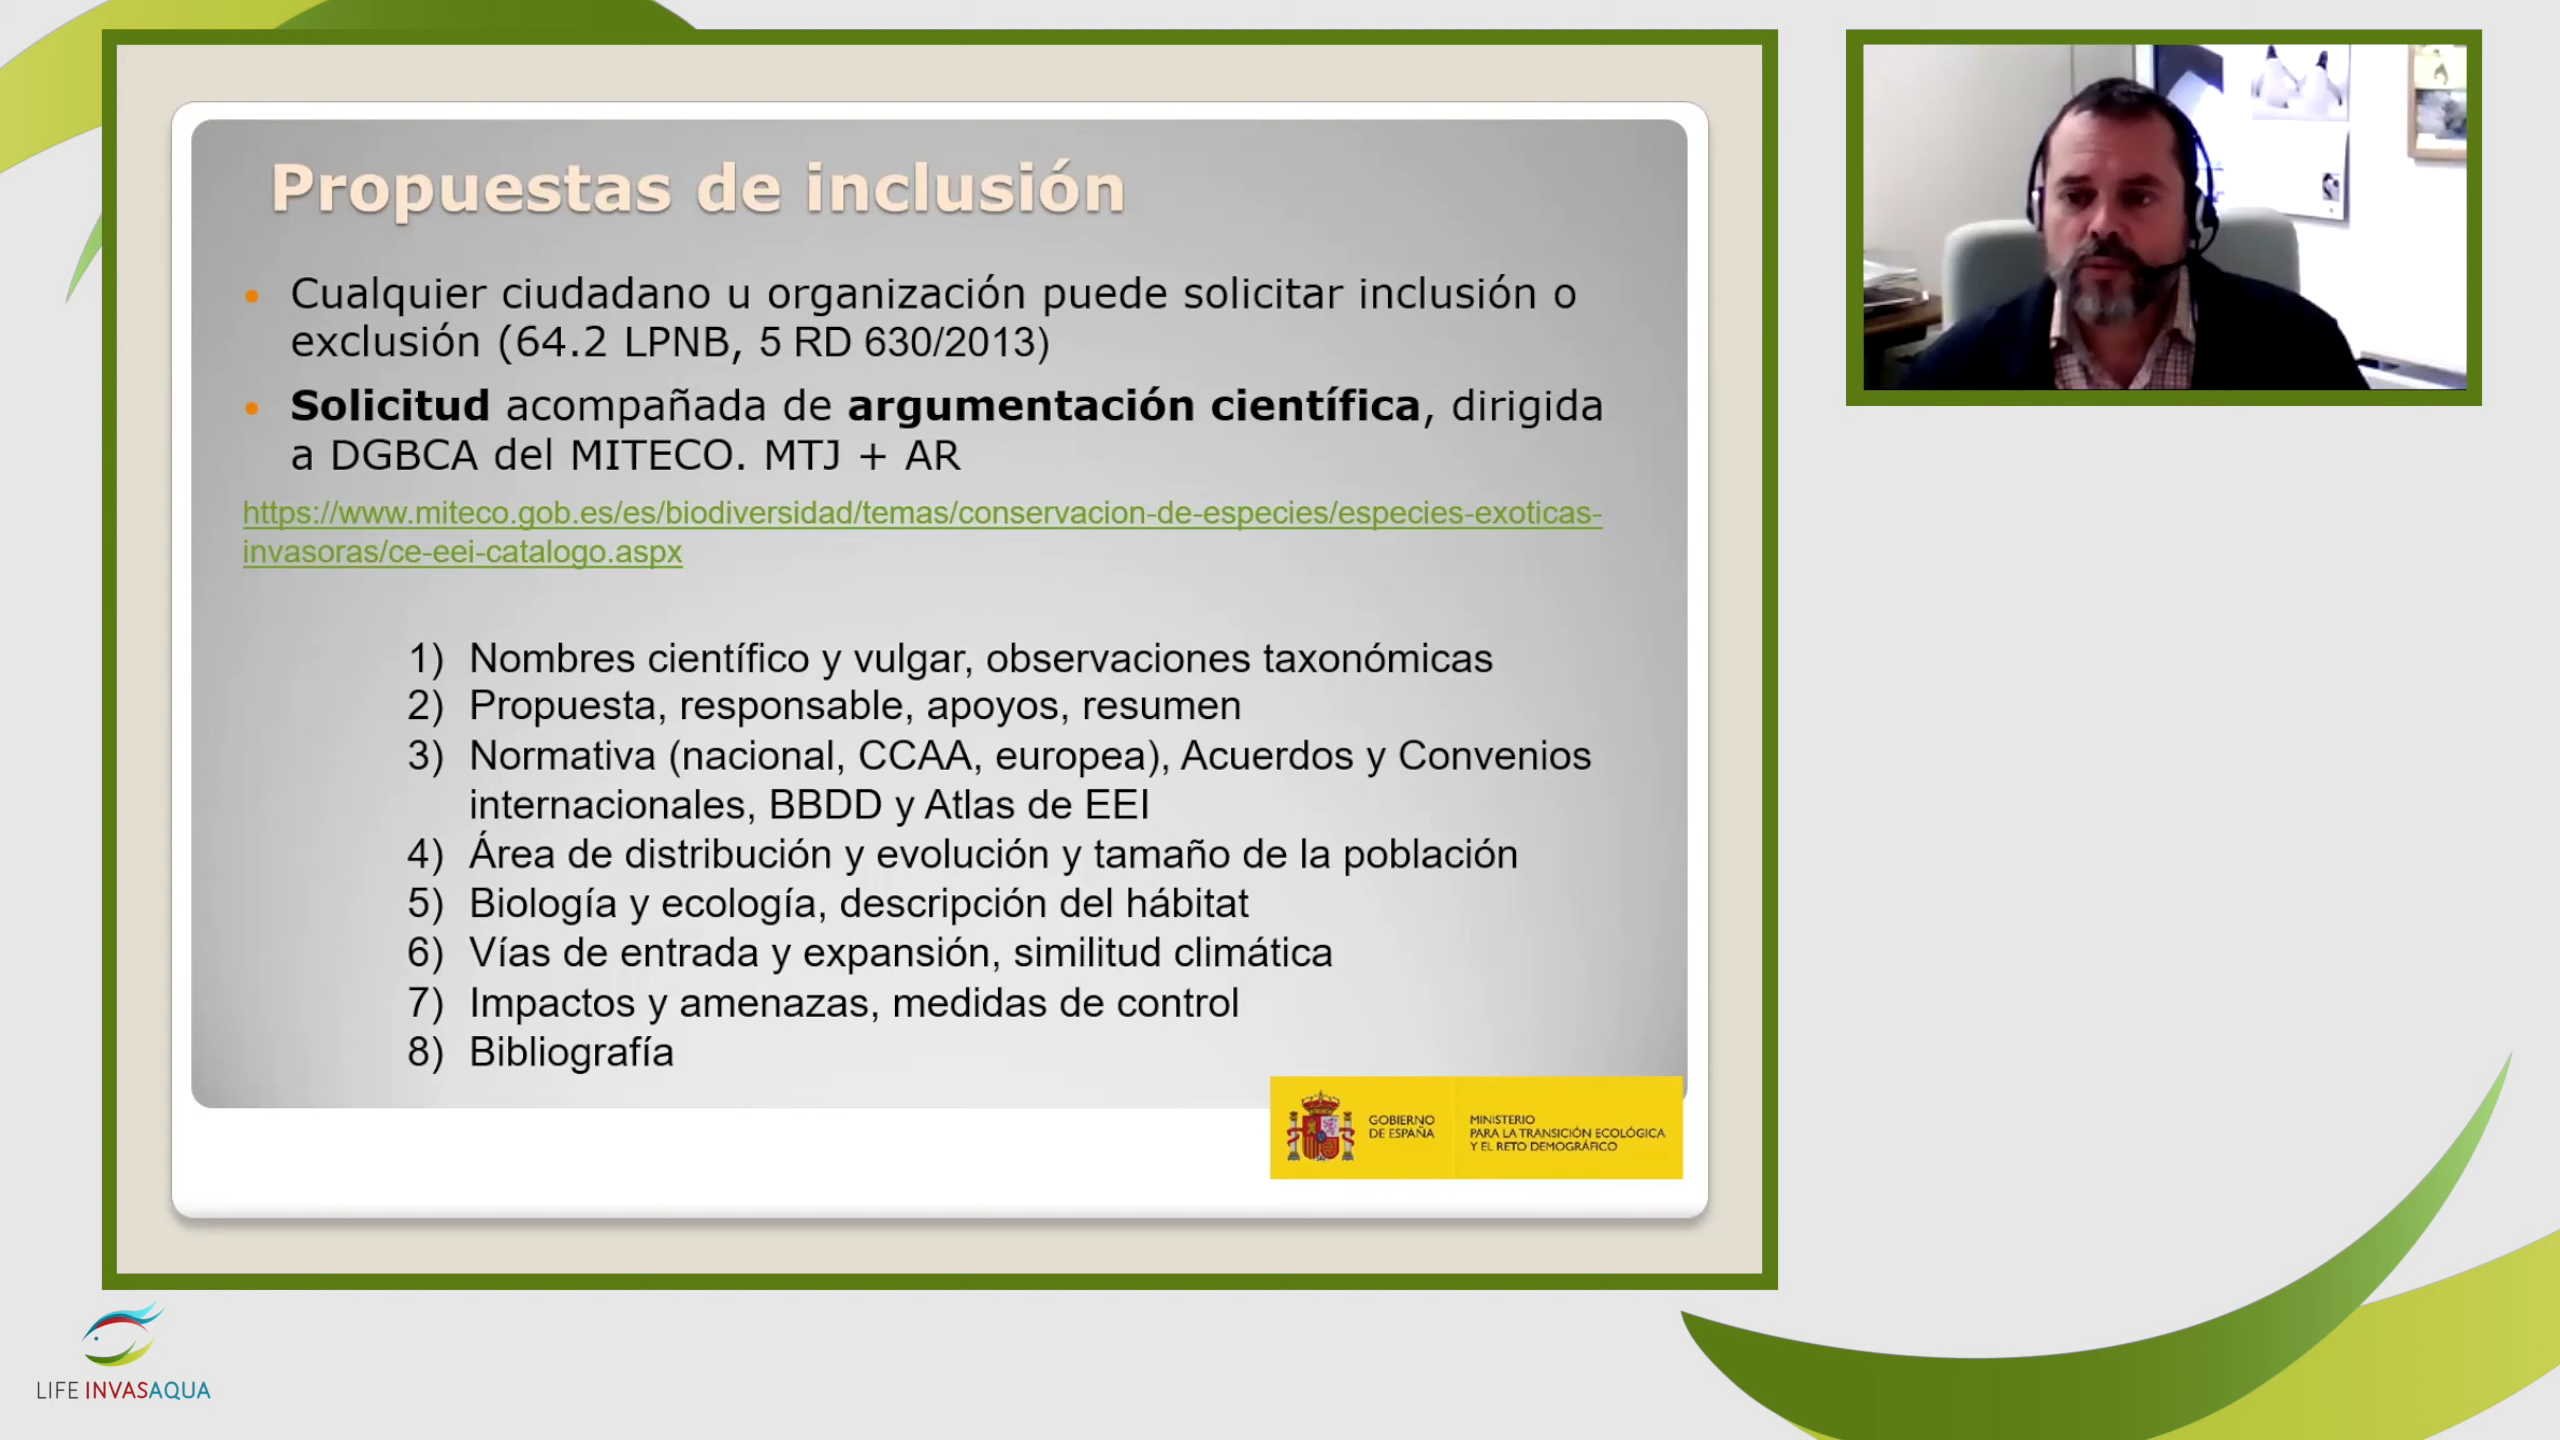 Propuestas de inclusión
• Cualquier ciudadano u organización puede solicitar inclusión o
exclusión (64.2 LPNB, 5 RD 630/2013)
• Solicitud acompañada de argumentación científica, dirigida
a DGBCA del MITECO. MTJ + AR
https://www.miteco.gob.es/es/biodiversidad/temas/conservacion-de-especies/especies-exoticas-
invasoras/ce-eei-catalogo.aspx
1) Nombres científico y vulgar, observaciones taxonómicas
2) Propuesta, responsable, apoyos, resumen
3) Normativa (nacional, CCAA, europea), Acuerdos y Convenios
internacionales, BBDD y Atlas de EEI
4) Área de distribución y evolución y tamaño de la población
5) Biología y ecología, descripción del hábitat
6) Vías de entrada y expansión, similitud climática
7) Impactos y amenazas, medidas de control
8) Bibliografía
GOBIERNO
DE ESPAÑA
MINISTERIO
PARA LA TRANSICIÓN ECOLÓGICA
Y EL RETO DEMOGRÁFICO
LIFE INVASAQUA